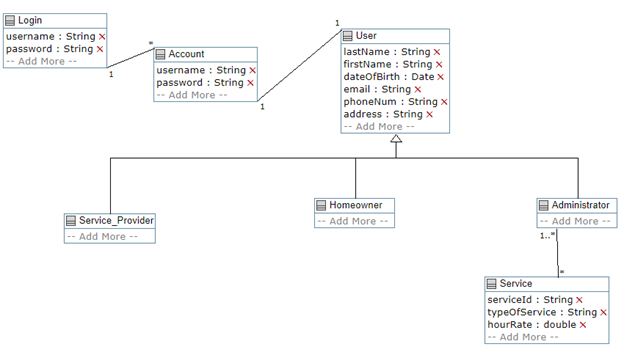 Login
username : String X
password : String X
-- Add More --
1
*
Account
username : String X
password : String X
-- Add More --
1
1
User
lastName : String X
firstName : String X
dateOfBirth : Date X
email : String X
phoneNum : String X
address : String X
-- Add More --
Service_Provider
-- Add More --
Homeowner
-- Add More --
Administrator
-- Add More --
1..*
*
Service
serviceId : String X
typeOfService : String X
hourRate : double X
-- Add More --